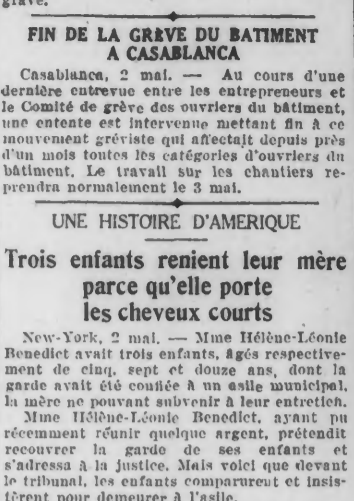 grave.
FIN DE LA GRÈVE DU BATIMENT
A CASABLANCA
Casablanca, 2 mai. — Au cours d'une
dernière entrevue entre les entrepreneurs et
le Comité de grève des ouvriers du bâtiment,
une entente est intervenue mettant fin à ce
mouvement gréviste qui affectait depuis près
d'un mois toutes les catégories d'ouvriers du
bâtiment. Le travail sur les chantiers re-
prendra normalement le 3 mai.
UNE HISTOIRE D'AMERIQUE
Trois enfants renient leur mère
parce qu'elle porte
les cheveux courts
New-York, 2 mai. — Mme Hélène-Léonie
Benedict avait trois enfants, âgés respective-
ment de cinq, sept et douze ans, dont la
garde avait été confiée à un asile municipal,
la mère ne pouvant subvenir à leur entretien.
Mme Hélène-Léonie Benedict, ayant pu
récemment réunir quelque argent, prétendit
recouvrer la garde de ses enfants et
s'adressa à la justice. Mais voici que devant
le tribunal, les enfants comparurent et insis-
tèrent pour demeurer à l'asile.